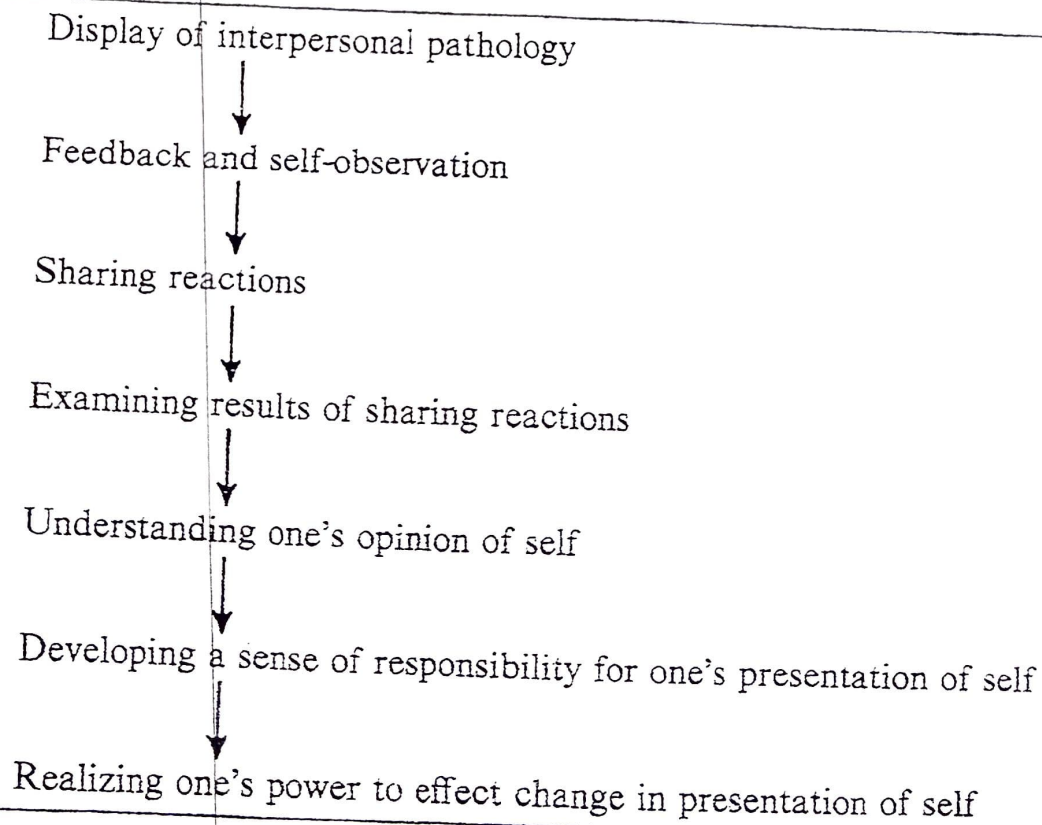 Display of interpersonal pathology
Feedback and self-observation
Sharing reactions
Examining results of sharing reactions
Understanding one's opinion of self
Developing a sense of responsibility for one's presentation of self
Realizing one's power to effect change in presentation of self